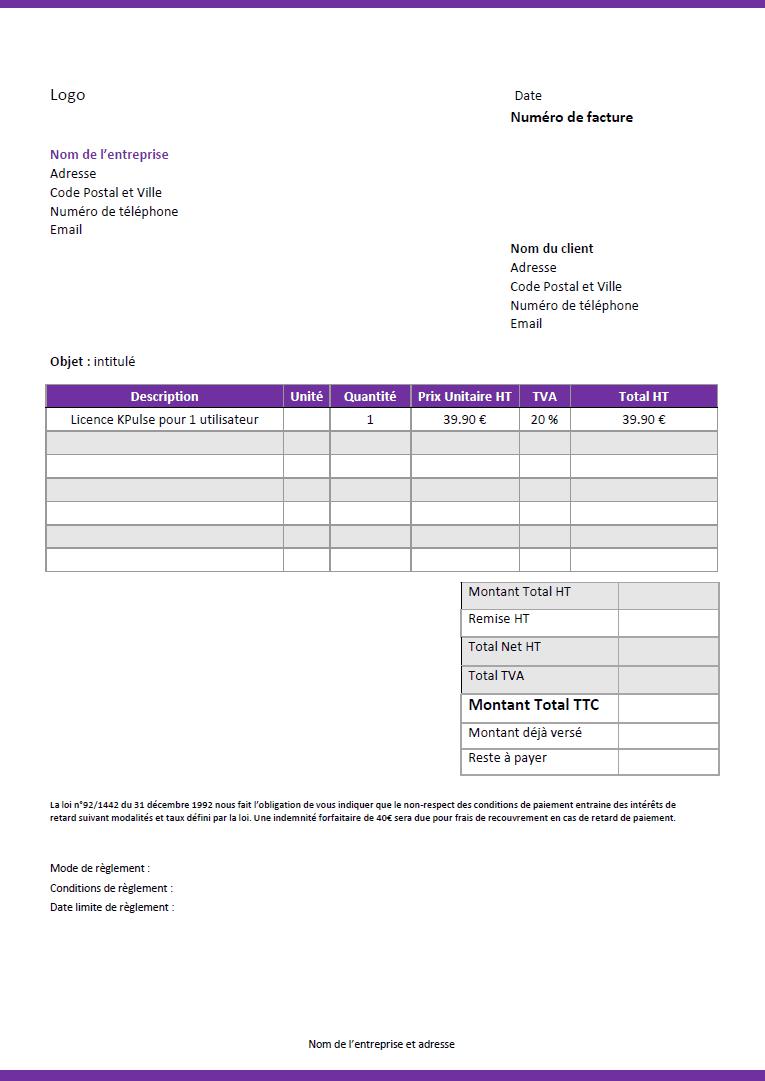 Logo
Date
Numéro de facture
Nom de l’entreprise
Adresse
Code Postal et Ville
Numéro de téléphone
Email
Nom du client
Adresse
Code Postal et Ville
Numéro de téléphone
Email
Objet : intitulé
Description Unité Quantité Prix Unitaire HT TVA Total HT
Licence KPulse pour 1 utilisateur 1 39.90 € 20 % 39.90 €
Montant Total HT
Remise HT
Total Net HT
Total TVA
Montant Total TTC
Montant déjà versé
Reste à payer
La loi n°92/1442 du 31 décembre 1992 nous fait l’obligation de vous indiquer que le non-respect des conditions de paiement entraine des intérêts de
retard suivant modalités et taux défini par la loi. Une indemnité forfaitaire de 40€ sera due pour frais de recouvrement en cas de retard de paiement.
Mode de règlement :
Conditions de règlement :
Date limite de règlement :
Nom de l’entreprise et adresse